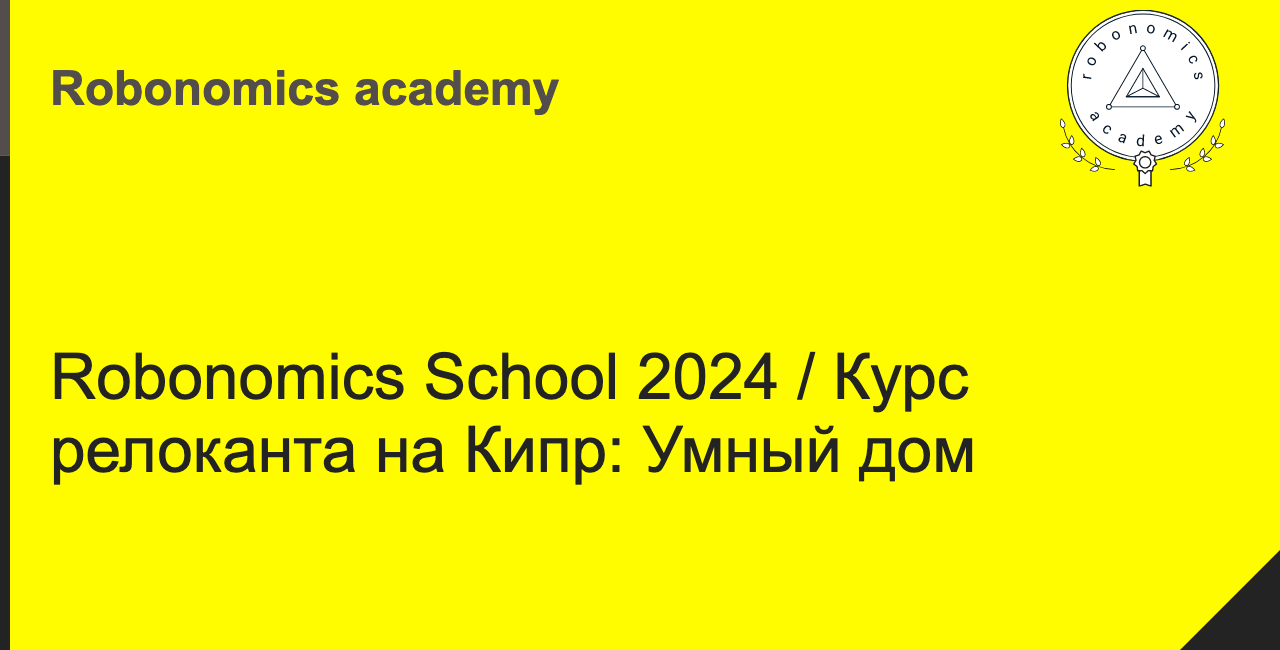 Robonomics academy
robonomics
academy
Robonomics School 2024 / Курс
релоканта на Кипр: Умный дом